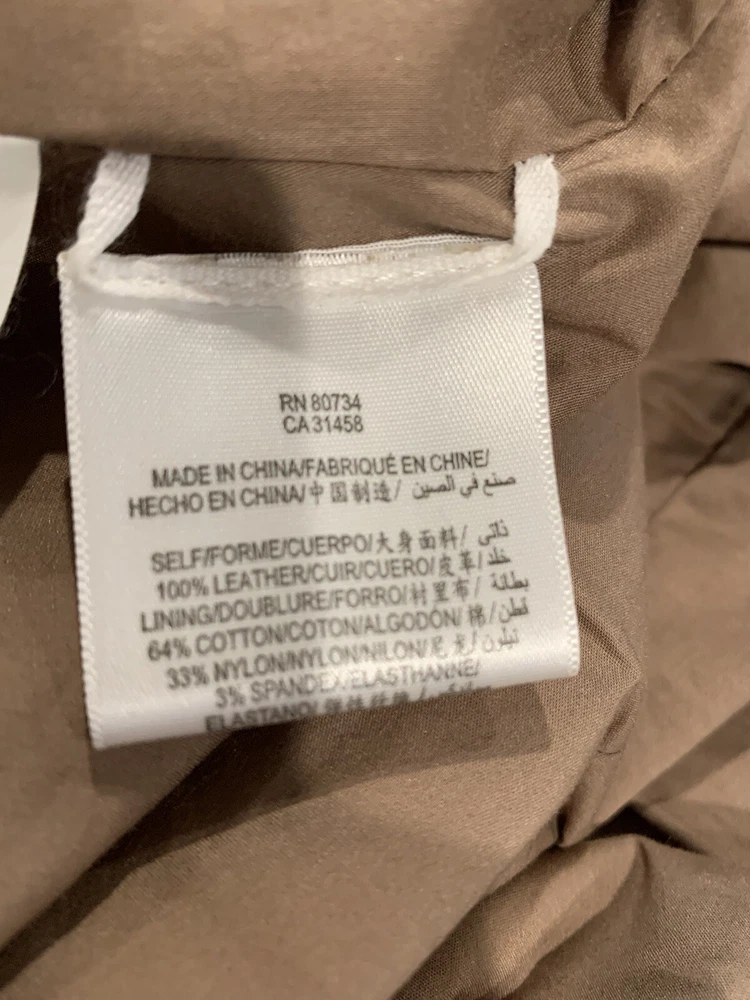 RN 80734
CA 31458
MADE IN CHINA/FABRIQUÉ EN CHINE/
HECHO EN CHINA/中国制造/ صنع في الصين
SELF/FORME/CUERPO/大身面料/ ذاتي
100% LEATHER/CUIR/CUERO/皮革/ جلد
LINING/DOUBLURE/FORRO/衬里布/ بطانة
64% COTTON/COTON/ALGODÓN/棉/ قطن
33% NYLON/NYLON/NILON/尼龙/ نيلون
3% SPANDEX/ELASTHANNE/
ELASTANO/